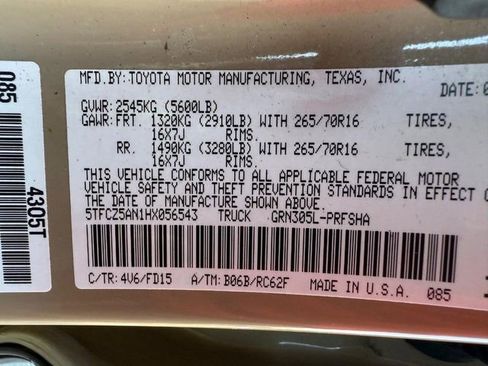 MFD.BY:TOYOTA MOTOR MANUFACTURING, TEXAS, INC.
DATE:0
GVWR:2545KG (5600LB)
GAWR:FRT. 1320KG (2910LB) WITH 265/70R16 TIRES,
16X7J RIMS.
RR. 1490KG (3280LB) WITH 265/70R16 TIRES,
16X7J RIMS.
THIS VEHICLE CONFORMS TO ALL APPLICABLE FEDERAL MOTOR
VEHICLE SAFETY AND THEFT PREVENTION STANDARDS IN EFFECT
THE DATE OF MANUFACTURE SHOWN ABOVE.
5TFCZ5AN1HX056543 TRUCK GRN305L-PRFSHA
C/TR: 4V6/FD15 A/TM: B06B/RC62F MADE IN U.S.A. 085
085
4305T